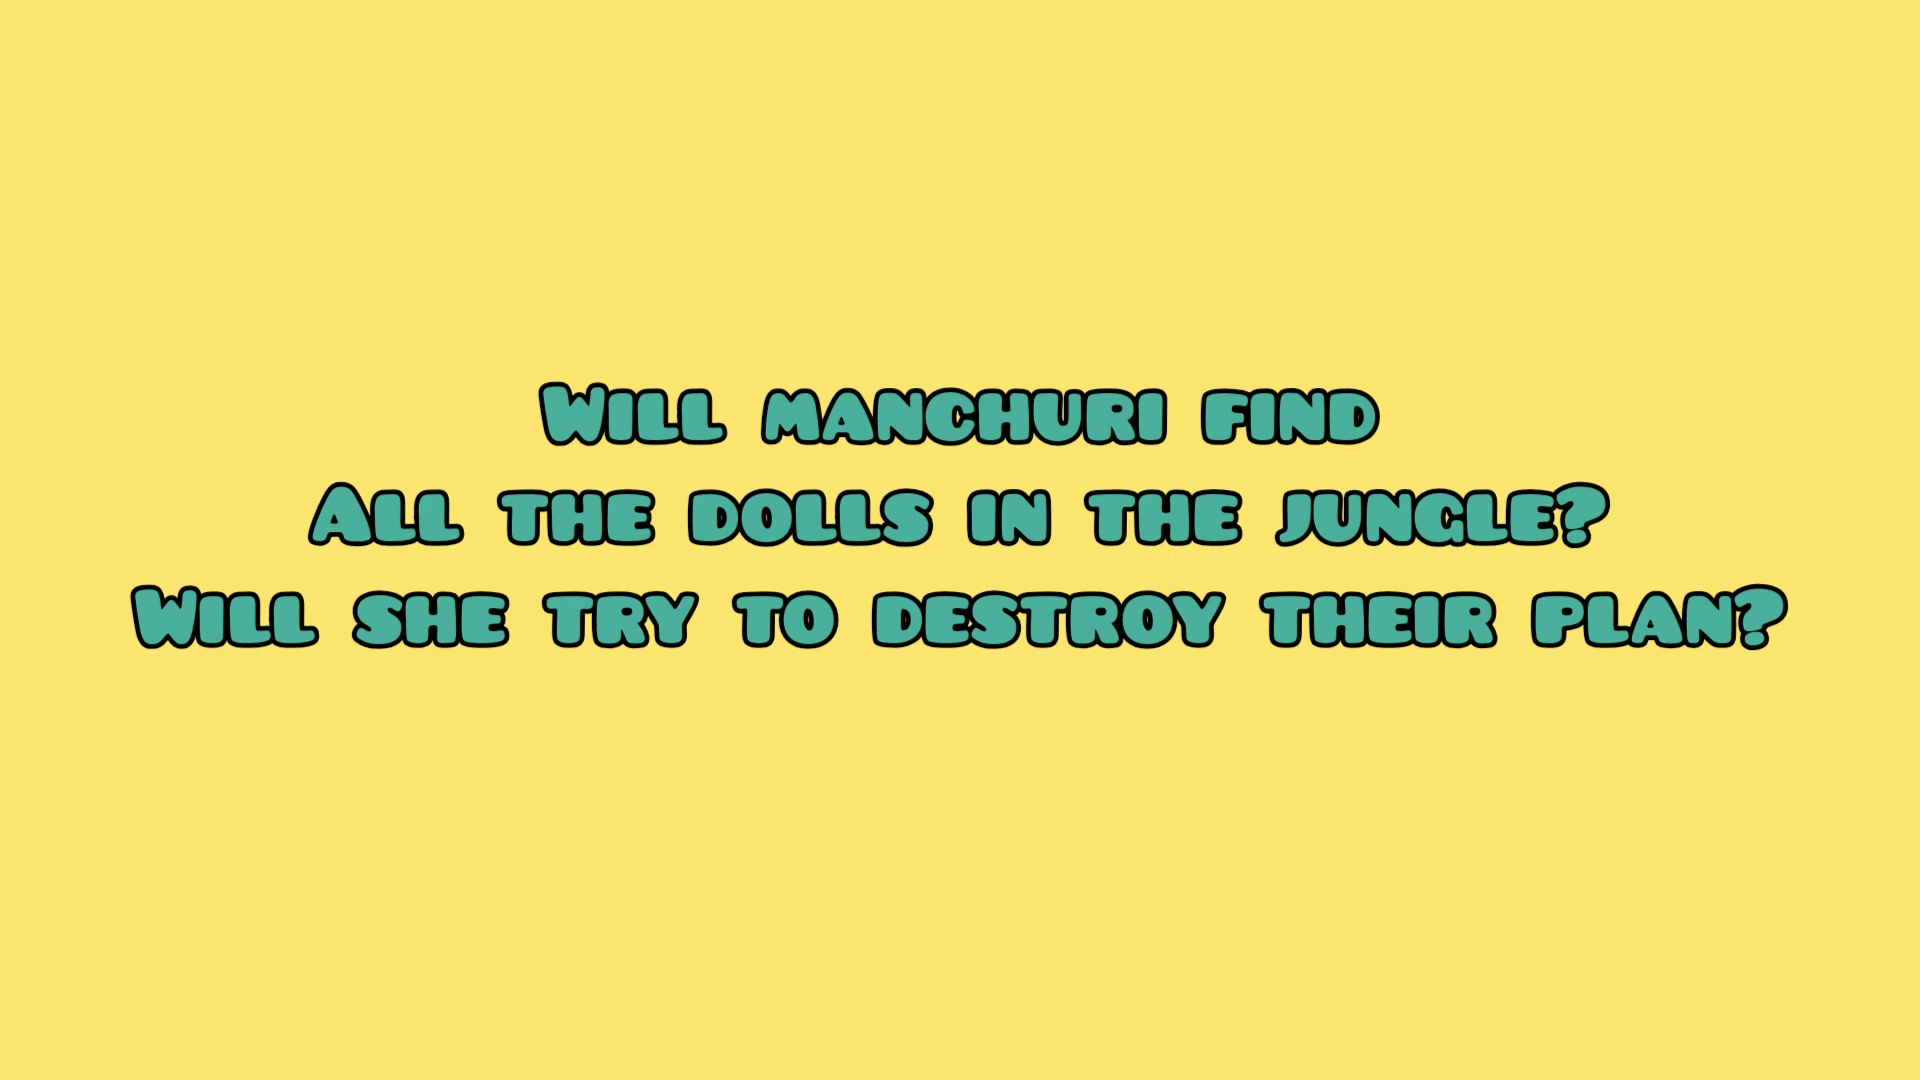 Will manchuri find
All the dolls in the jungle?
Will she try to destroy their plan?